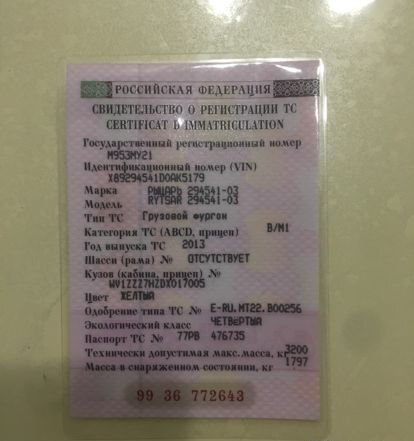 РОССИЙСКАЯ ФЕДЕРАЦИЯ
СВИДЕТЕЛЬСТВО О РЕГИСТРАЦИИ ТС
CERTIFICAT D'IMMATRICULATION
Государственный регистрационный номер
М953МУ21
Идентификационный номер (VIN)
X89294541D0AK5179
Марка РЫЦАРЬ 294541-03
Модель RYTSAR 294541-03
Тип ТС Грузовой фургон
Категория ТС (ABCD, прицеп) B/M1
Год выпуска ТС 2013
Шасси (рама) № ОТСУТСТВУЕТ
Кузов (кабина, прицеп) №
WV1ZZZ7HZDX017005
Цвет ЖЕЛТЫЙ
Одобрение типа ТС № E-RU.MT22.B00256
Экологический класс ЧЕТВЕРТЫЙ
Паспорт ТС № 77РВ 476735
Технически допустимая макс. масса, кг 3200
Масса в снаряженном состоянии, кг 1797
99 36 772643